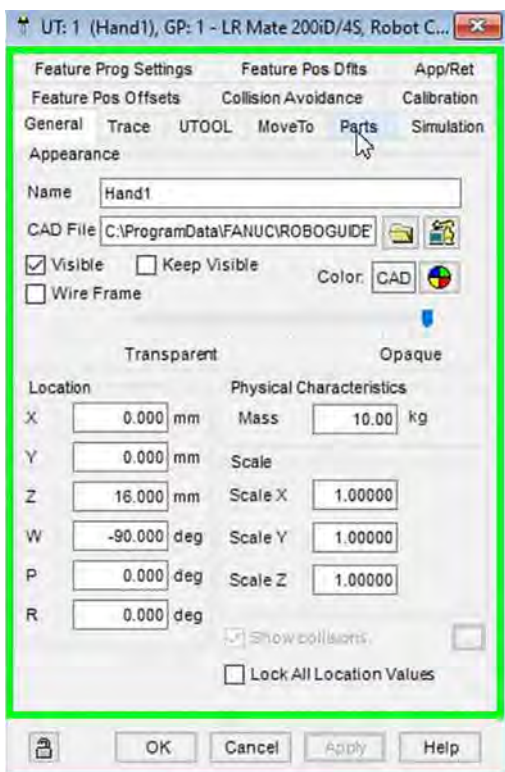 UT: 1 (Hand1), GP: 1 - LR Mate 200iD/4S, Robot C...
Feature Prog Settings Feature Pos Dflts App/Ret
Feature Pos Offsets Collision Avoidance Calibration
General Trace UTOOL MoveTo Parts Simulation
Appearance
Name Hand1
CAD File C:\ProgramData\FANUC\ROBOGUIDE
Visible Keep Visible
Color: CAD
Wire Frame
Transparent Opaque
Location Physical Characteristics
X 0.000 mm Mass 10.00 kg
Y 0.000 mm Scale
Z 16.000 mm Scale X 1.00000
W -90.000 deg Scale Y 1.00000
P 0.000 deg Scale Z 1.00000
R 0.000 deg
Show collisions.
Lock All Location Values
OK Cancel Apply Help